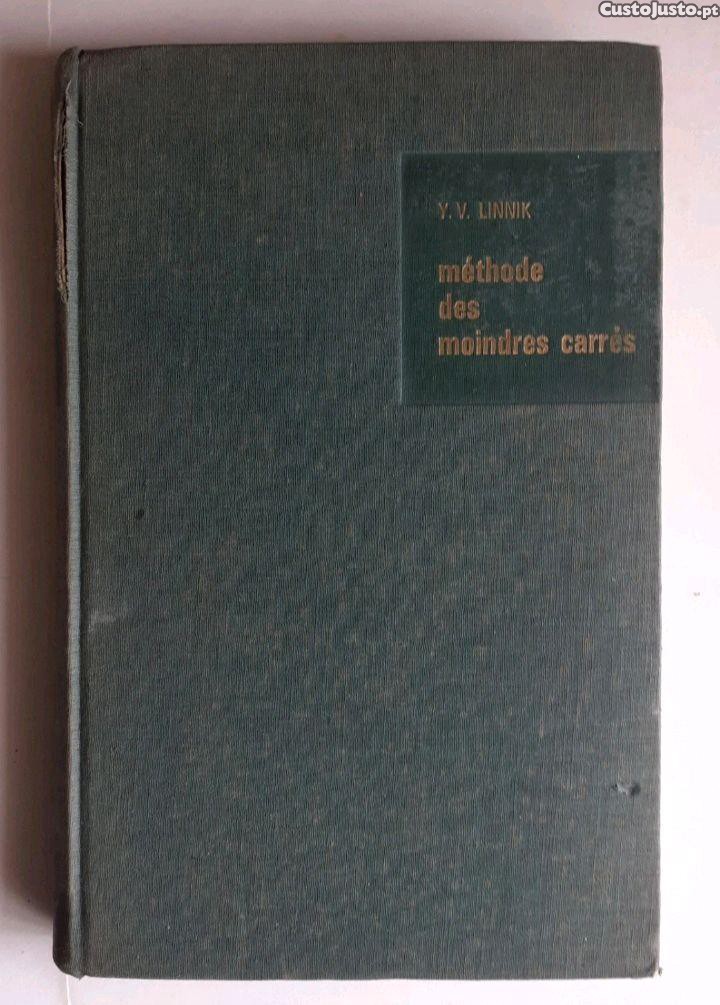 CustoJusto.pt
Y. V. LINNIK
méthode
des
moindres carrés